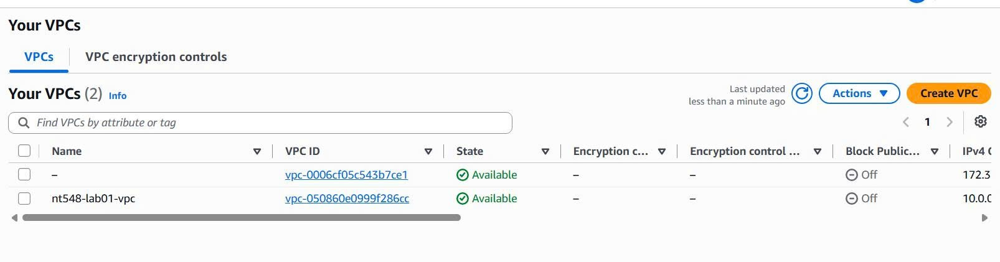 Your VPCs
VPCs VPC encryption controls
Your VPCs (2) Info
Last updated
less than a minute ago
Actions
Create VPC
Find VPCs by attribute or tag
1
Name VPC ID State Encryption c... Encryption control ... Block Public... IPv4 C
– vpc-0006cf05c543b7ce1 Available – – Off 172.3
nt548-lab01-vpc vpc-050860e0999f286cc Available – – Off 10.0.0